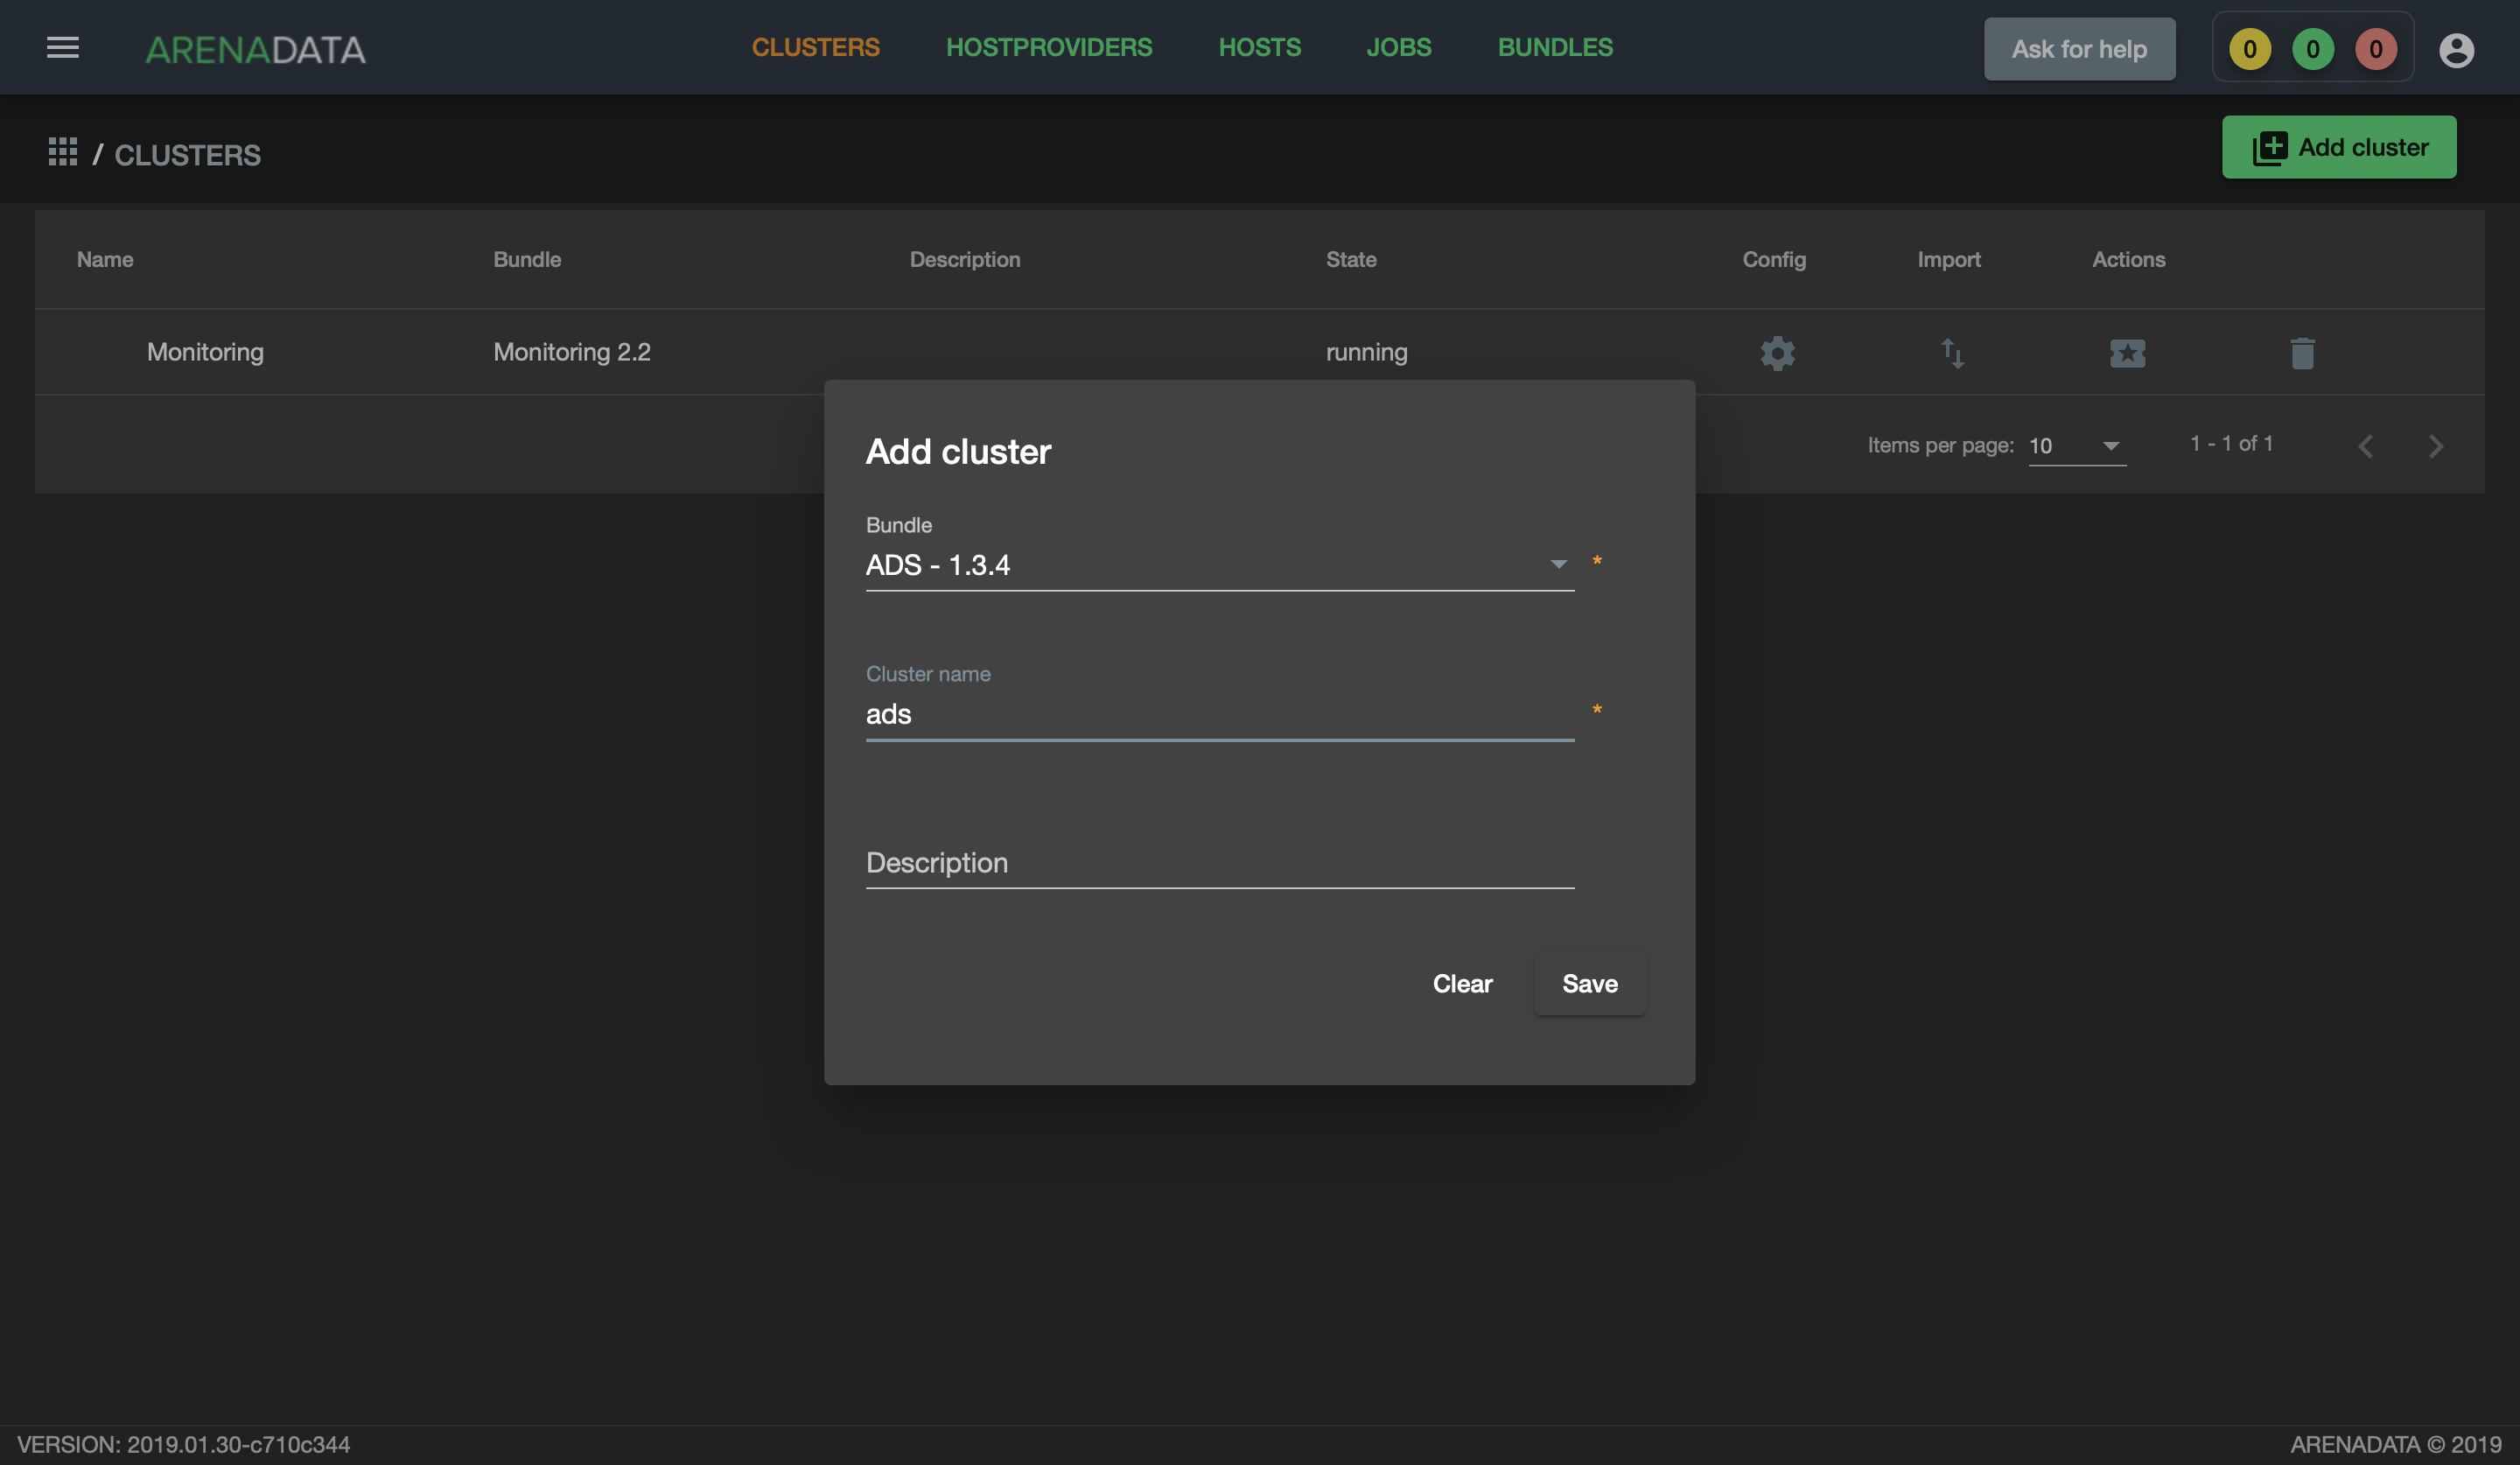 ARENADATA CLUSTERS HOSTPROVIDERS HOSTS JOBS BUNDLES Ask for help 0 0 0
/ CLUSTERS Add cluster
Name Bundle Description State Config Import Actions
Monitoring Monitoring 2.2 running
Items per page: 10 1 - 1 of 1
Add cluster
Bundle
ADS - 1.3.4 *
Cluster name
ads *
Description
Clear Save
VERSION: 2019.01.30-c710c344 ARENADATA © 2019